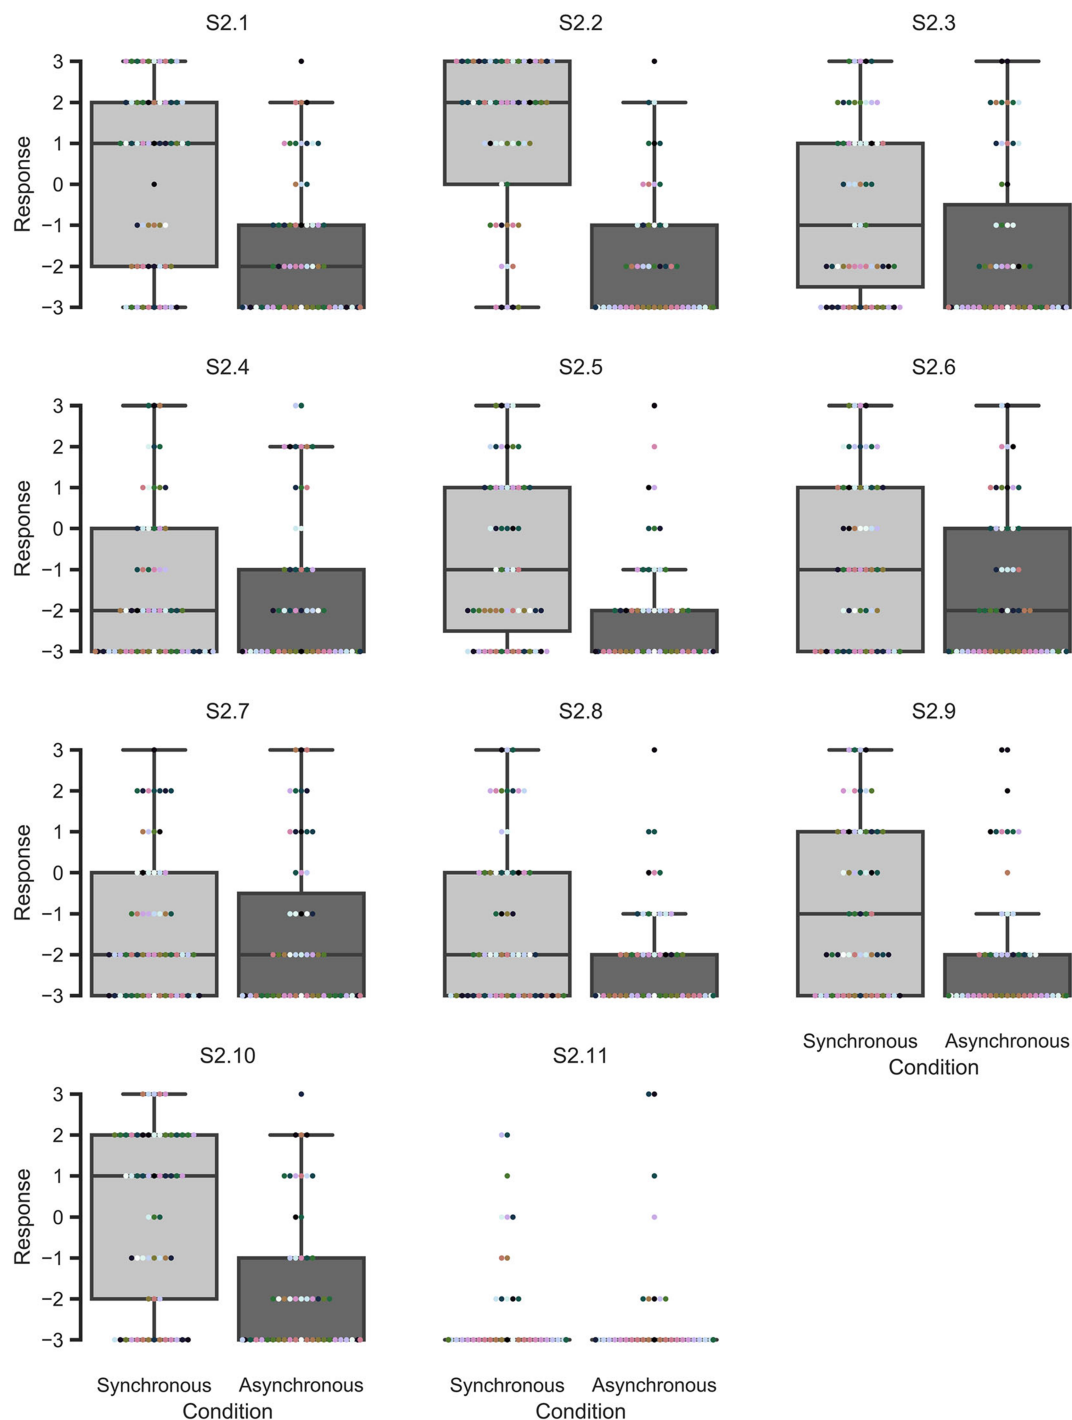 S2.1 S2.2 S2.3
3
2
1
0
−1
−2
−3
Response
S2.4 S2.5 S2.6
3
2
1
0
−1
−2
−3
Response
S2.7 S2.8 S2.9
3
2
1
0
−1
−2
−3
Response
Synchronous Asynchronous
Condition
S2.10 S2.11
3
2
1
0
−1
−2
−3
Response
Synchronous Asynchronous Synchronous Asynchronous
Condition Condition